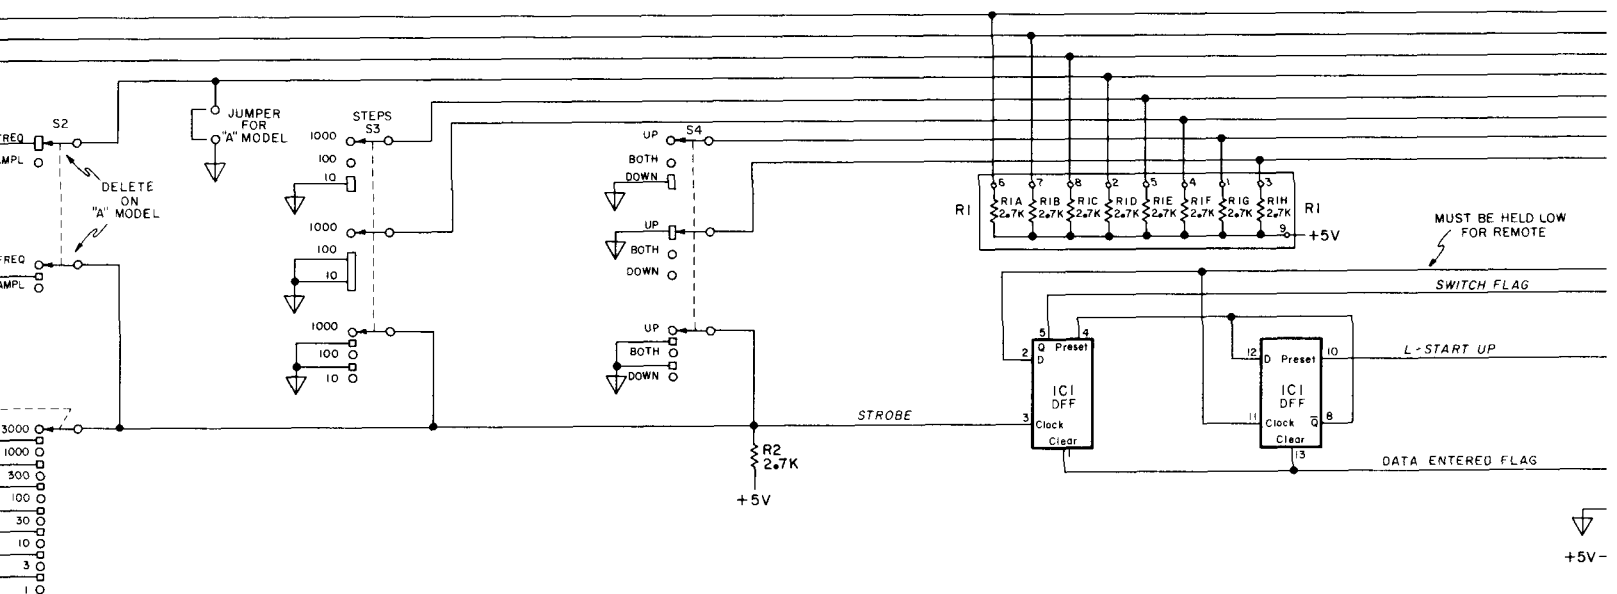 S2
FREQ
AMPL
DELETE
ON
"A" MODEL
FREQ
AMPL
JUMPER
FOR
"A" MODEL
STEPS
S3
1000
100
10
1000
100
10
1000
100
10
S4
UP
BOTH
DOWN
UP
BOTH
DOWN
UP
BOTH
DOWN
6 7 8 2 5 4 1 3
R1
R1A R1B R1C R1D R1E R1F R1G R1H
2.7K 2.7K 2.7K 2.7K 2.7K 2.7K 2.7K 2.7K
R1
9
+5V
MUST BE HELD LOW
FOR REMOTE
SWITCH FLAG
5 4
Q Preset
2 D
IC1
DFF
3 Clock
Clear
1
12 D Preset 10
IC1
DFF
11 Clock Q̅ 8
Clear
13
L-START UP
STROBE
DATA ENTERED FLAG
R2
2.7K
+5V
3000
1000
300
100
30
10
3
1
+5V